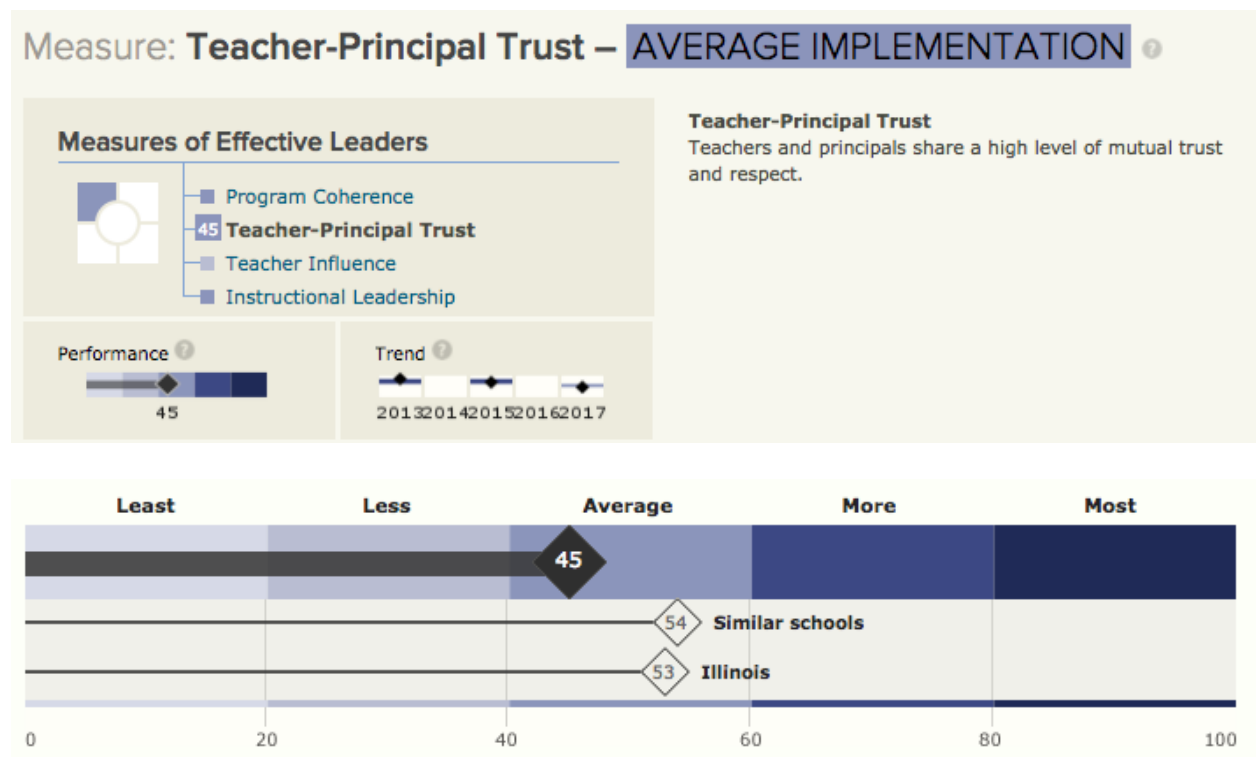 Measure: Teacher-Principal Trust – AVERAGE IMPLEMENTATION ?
Measures of Effective Leaders
Program Coherence
45 Teacher-Principal Trust
Teacher Influence
Instructional Leadership
Teacher-Principal Trust
Teachers and principals share a high level of mutual trust
and respect.
Performance ?
45
Trend ?
2013 2014 2015 2016 2017
Least Less Average More Most
45
54 Similar schools
53 Illinois
0 20 40 60 80 100